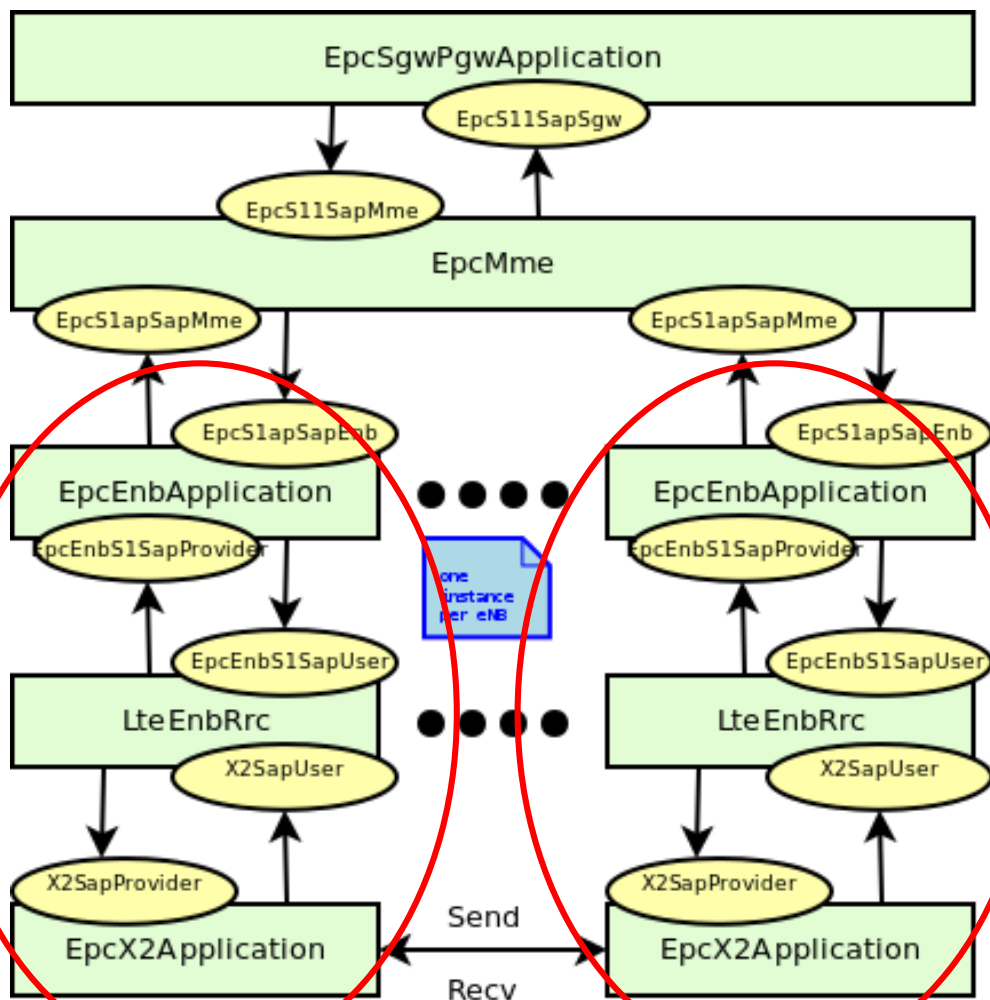 EpcSgwPgwApplication
EpcS11SapSgw
EpcS11SapMme
EpcMme
EpcS1apSapMme
EpcS1apSapMme
EpcS1apSapEnb
EpcS1apSapEnb
EpcEnbApplication
EpcEnbApplication
EpcEnbS1SapProvider
EpcEnbS1SapProvider
one
instance
per eNB
EpcEnbS1SapUser
EpcEnbS1SapUser
LteEnbRrc
LteEnbRrc
X2SapUser
X2SapUser
X2SapProvider
X2SapProvider
Send
EpcX2Application
EpcX2Application
Recv